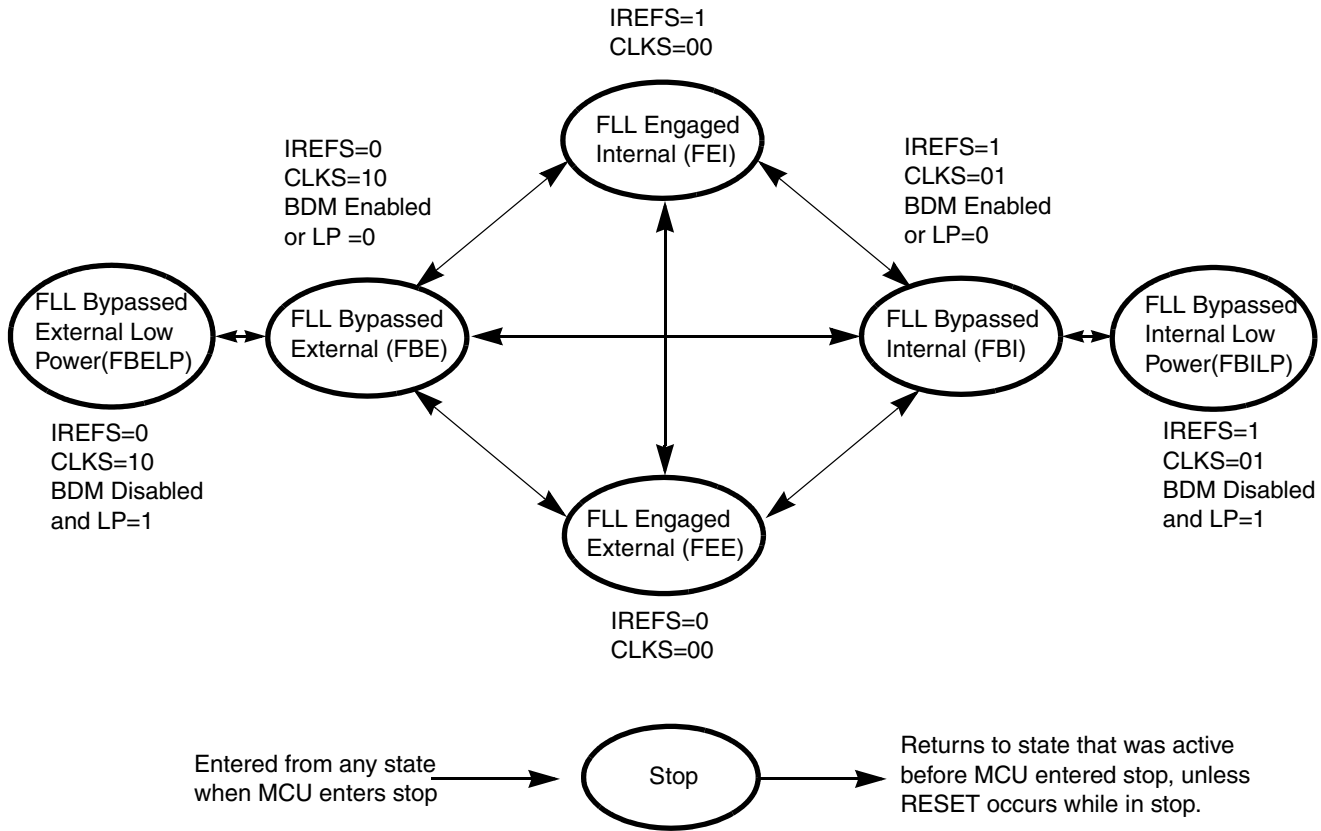 IREFS=1
CLKS=00
FLL Engaged
Internal (FEI)
IREFS=0
CLKS=10
BDM Enabled
or LP =0
IREFS=1
CLKS=01
BDM Enabled
or LP=0
FLL Bypassed
External Low
Power(FBELP)
FLL Bypassed
External (FBE)
FLL Bypassed
Internal (FBI)
FLL Bypassed
Internal Low
Power(FBILP)
IREFS=0
CLKS=10
BDM Disabled
and LP=1
IREFS=1
CLKS=01
BDM Disabled
and LP=1
FLL Engaged
External (FEE)
IREFS=0
CLKS=00
Entered from any state
when MCU enters stop
Stop
Returns to state that was active
before MCU entered stop, unless
RESET occurs while in stop.